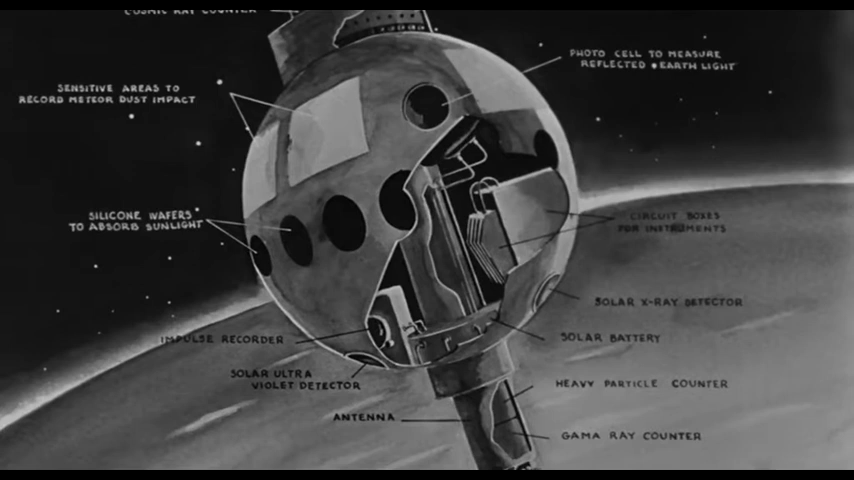 COSMIC RAY COUNTER
PHOTO CELL TO MEASURE
REFLECTED EARTH LIGHT
SENSITIVE AREAS TO
RECORD METEOR DUST IMPACT
SILICONE WAFERS
TO ABSORB SUNLIGHT
CIRCUIT BOXES
FOR INSTRUMENTS
SOLAR X-RAY DETECTOR
IMPULSE RECORDER
SOLAR BATTERY
SOLAR ULTRA
VIOLET DETECTOR
HEAVY PARTICLE COUNTER
ANTENNA
GAMA RAY COUNTER